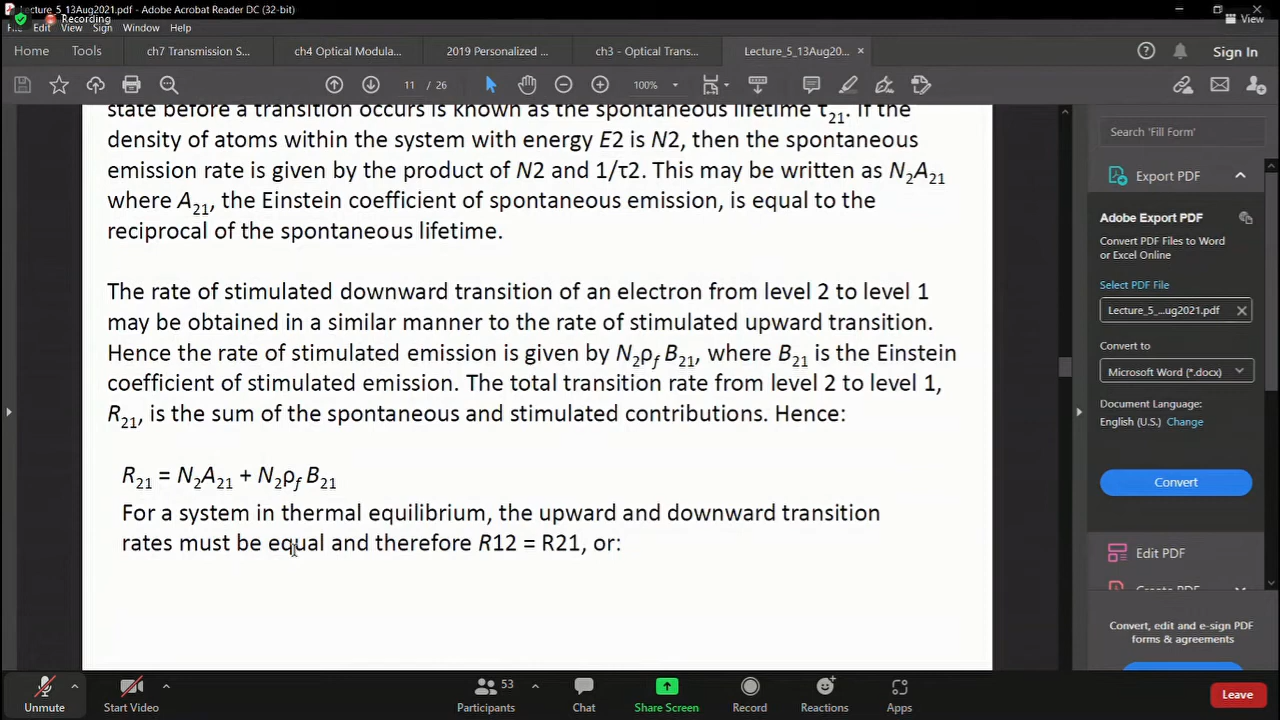 Lecture_5_13Aug2021.pdf - Adobe Acrobat Reader DC (32-bit)
Recording
View
File Edit View Sign Window Help
Home Tools ch7 Transmission S... ch4 Optical Modula... 2019 Personalized ... ch3 - Optical Trans... Lecture_5_13Aug20... × Sign In
11 / 26 100%
state before a transition occurs is known as the spontaneous lifetime τ21. If the
density of atoms within the system with energy E2 is N2, then the spontaneous
emission rate is given by the product of N2 and 1/τ2. This may be written as N2A21
where A21, the Einstein coefficient of spontaneous emission, is equal to the
reciprocal of the spontaneous lifetime.
The rate of stimulated downward transition of an electron from level 2 to level 1
may be obtained in a similar manner to the rate of stimulated upward transition.
Hence the rate of stimulated emission is given by N2ρf B21, where B21 is the Einstein
coefficient of stimulated emission. The total transition rate from level 2 to level 1,
R21, is the sum of the spontaneous and stimulated contributions. Hence:
R21 = N2A21 + N2ρf B21
For a system in thermal equilibrium, the upward and downward transition
rates must be equal and therefore R12 = R21, or:
Search 'Fill Form'
Export PDF
Adobe Export PDF
Convert PDF Files to Word
or Excel Online
Select PDF File
Lecture_5_...ug2021.pdf
Convert to
Microsoft Word (*.docx)
Document Language:
English (U.S.) Change
Convert
Edit PDF
Create PDF
Convert, edit and e-sign PDF
forms & agreements
Unmute Start Video 53 Participants Chat Share Screen Record Reactions Apps Leave